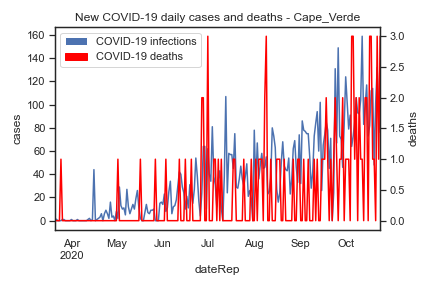 New COVID-19 daily cases and deaths - Cape_Verde
COVID-19 infections
COVID-19 deaths
160
140
120
100
80
60
40
20
0
cases
3.0
2.5
2.0
1.5
1.0
0.5
0.0
deaths
Apr May Jun Jul Aug Sep Oct
2020
dateRep